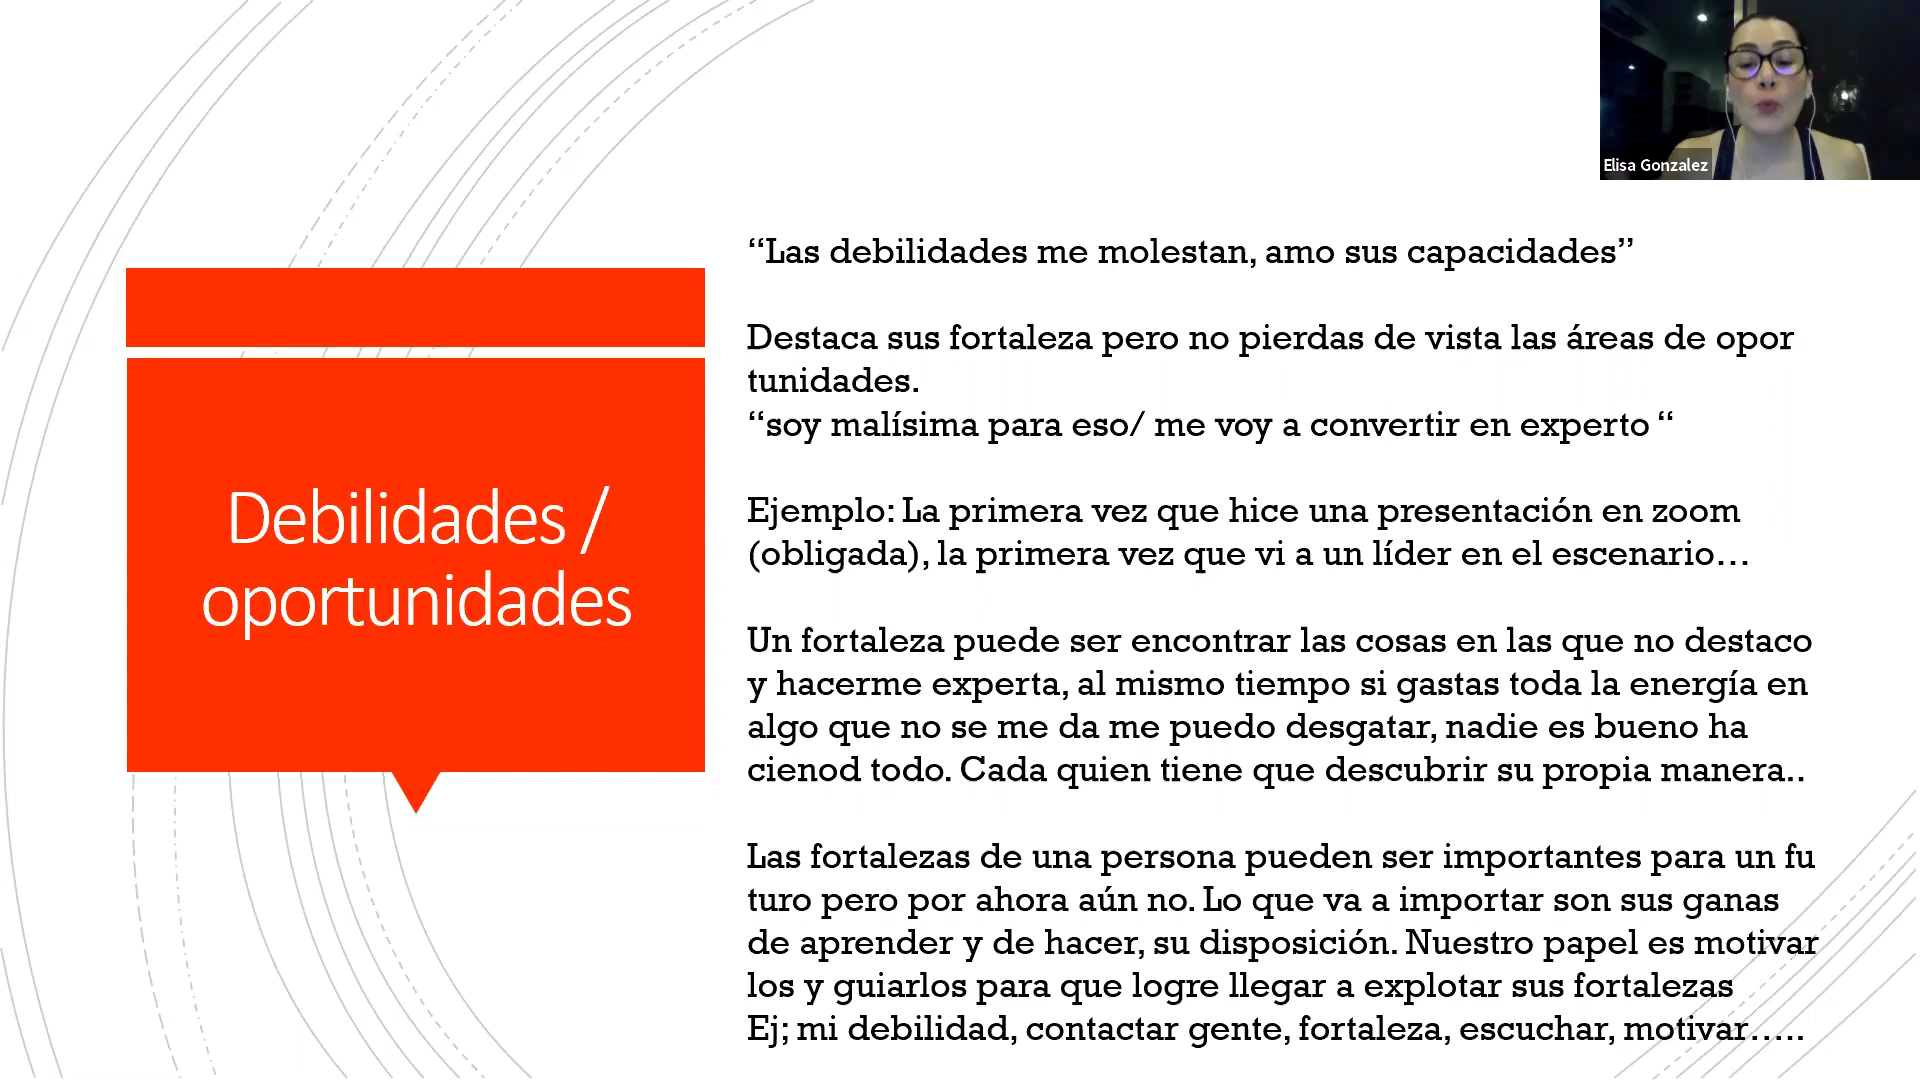 Elisa Gonzalez
Debilidades /
oportunidades
“Las debilidades me molestan, amo sus capacidades”
Destaca sus fortaleza pero no pierdas de vista las áreas de opor
tunidades.
“soy malísima para eso/ me voy a convertir en experto “
Ejemplo: La primera vez que hice una presentación en zoom
(obligada), la primera vez que vi a un líder en el escenario…
Un fortaleza puede ser encontrar las cosas en las que no destaco
y hacerme experta, al mismo tiempo si gastas toda la energía en
algo que no se me da me puedo desgatar, nadie es bueno ha
cienod todo. Cada quien tiene que descubrir su propia manera..
Las fortalezas de una persona pueden ser importantes para un fu
turo pero por ahora aún no. Lo que va a importar son sus ganas
de aprender y de hacer, su disposición. Nuestro papel es motivar
los y guiarlos para que logre llegar a explotar sus fortalezas
Ej; mi debilidad, contactar gente, fortaleza, escuchar, motivar…..